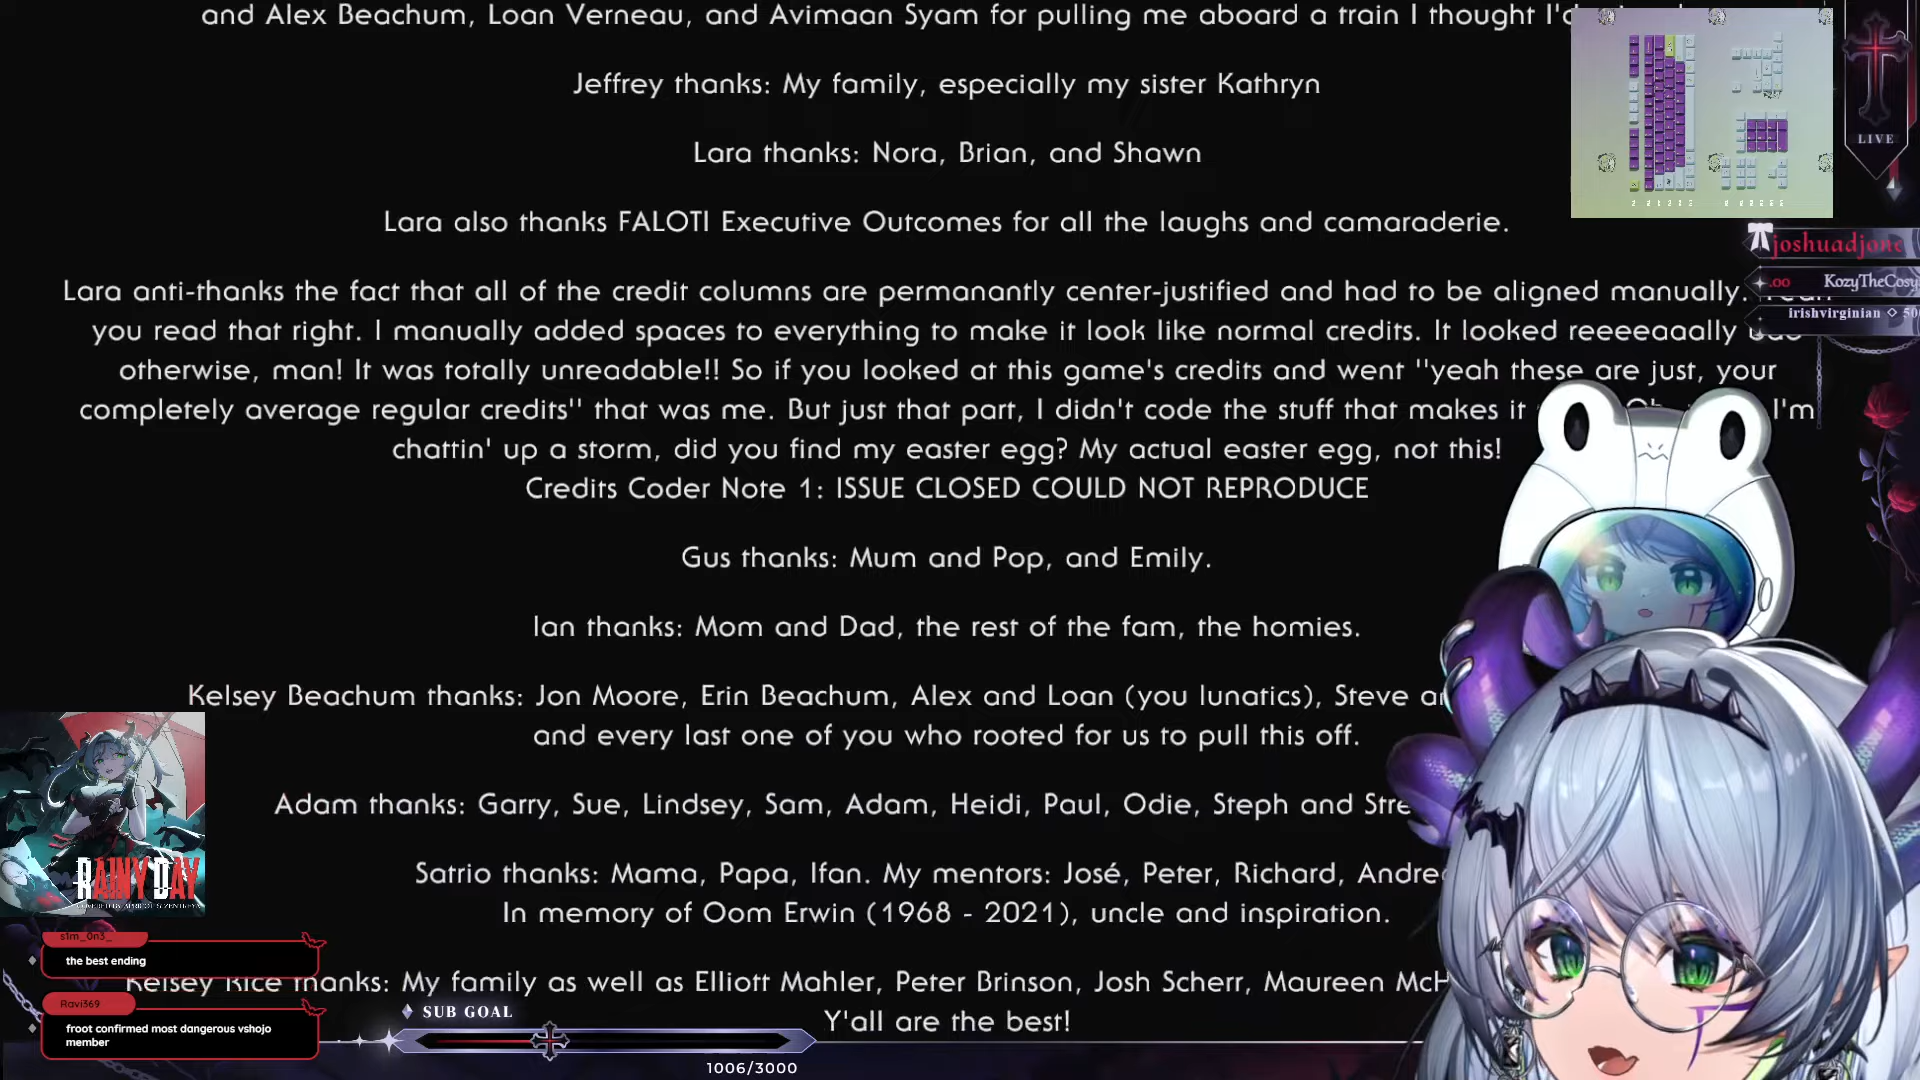 and Alex Beachum, Loan Verneau, and Avimaan Syam for pulling me aboard a train I thought
Jeffrey thanks: My family, especially my sister Kathryn
Lara thanks: Nora, Brian, and Shawn
Lara also thanks FALOTI Executive Outcomes for all the laughs and camaraderie.
Lara anti-thanks the fact that all of the credit columns are permanantly center-justified and had to be aligned manually.
you read that right. I manually added spaces to everything to make it look like normal credits. It looked reeeeaaally
otherwise, man! It was totally unreadable!! So if you looked at this game's credits and went "yeah these are just, your
completely average regular credits" that was me. But just that part, I didn't code the stuff that makes it I'm
chattin' up a storm, did you find my easter egg? My actual easter egg, not this!
Credits Coder Note 1: ISSUE CLOSED COULD NOT REPRODUCE
Gus thanks: Mum and Pop, and Emily.
Ian thanks: Mom and Dad, the rest of the fam, the homies.
Kelsey Beachum thanks: Jon Moore, Erin Beachum, Alex and Loan (you lunatics), Steve
and every last one of you who rooted for us to pull this off.
Adam thanks: Garry, Sue, Lindsey, Sam, Adam, Heidi, Paul, Odie, Steph and
Satrio thanks: Mama, Papa, Ifan. My mentors: José, Peter, Richard,
In memory of Oom Erwin (1968 - 2021), uncle and inspiration.
Kelsey Rice thanks: My family as well as Elliott Mahler, Peter Brinson, Josh Scherr, Maureen
Y'all are the best!
LIVE
joshuadjone
.00 KozyTheCosy
irishvirginian ◇ 50
RAINY DAY
s1m_0n3_
the best ending
Ravi369
froot confirmed most dangerous vshojo
member
SUB GOAL
1006/3000